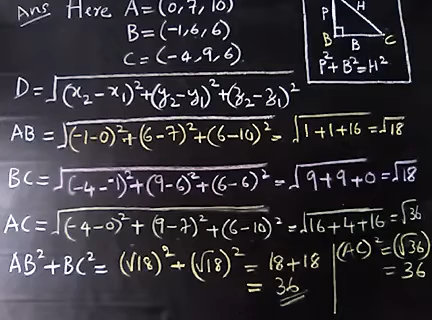 Ans Here A = (0, 7, 10)
B = (-1, 6, 6)
C = (-4, 9, 6)
P H
B B C
P² + B² = H²
D = √(x₂ - x₁)² + (y₂ - y₁)² + (z₂ - z₁)²
AB = √(-1-0)² + (6-7)² + (6-10)² = √1+1+16 = √18
BC = √(-4--1)² + (9-6)² + (6-6)² = √9+9+0 = √18
AC = √(-4-0)² + (9-7)² + (6-10)² = √16+4+16 = √36
AB² + BC² = (√18)² + (√18)² = 18+18
= 36
(AC)² = (√36)²
= 36